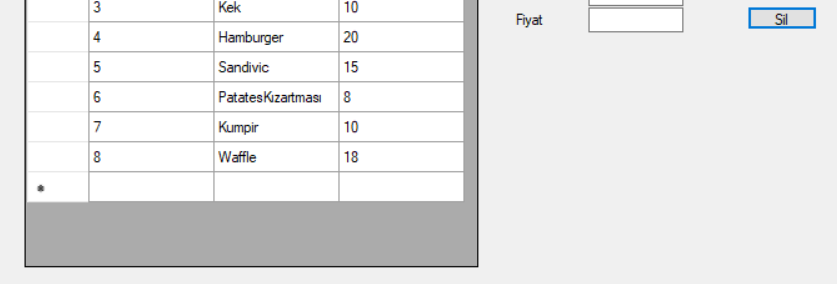 3 Kek 10
Fiyat Sil
4 Hamburger 20
5 Sandivic 15
6 PatatesKızartması 8
7 Kumpir 10
8 Waffle 18
*